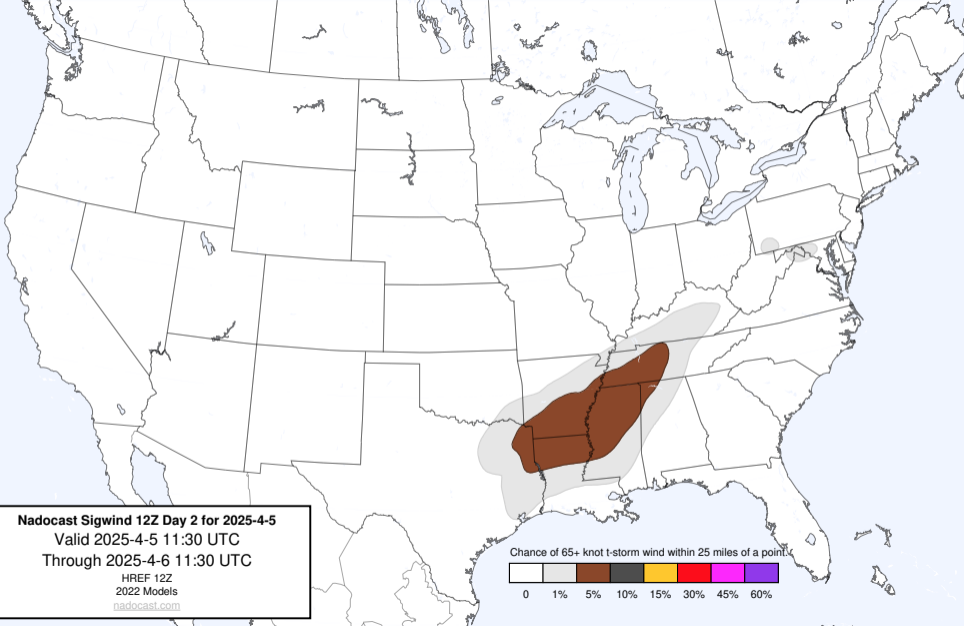 Nadocast Sigwind 12Z Day 2 for 2025-4-5
Valid 2025-4-5 11:30 UTC
Through 2025-4-6 11:30 UTC
HREF 12Z
2022 Models
nadocast.com
Chance of 65+ knot t-storm wind within 25 miles of a point.
0 1% 5% 10% 15% 30% 45% 60%